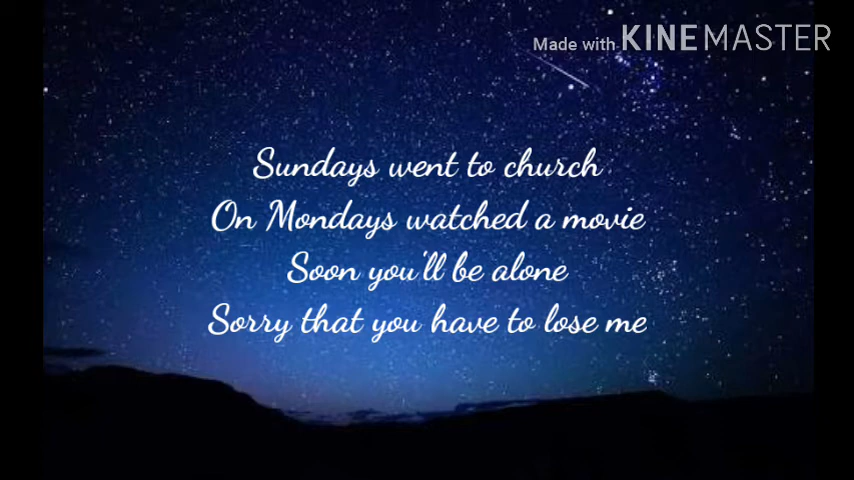 Made with KINEMASTER
Sundays went to church
On Mondays watched a movie
Soon you'll be alone
Sorry that you have to lose me